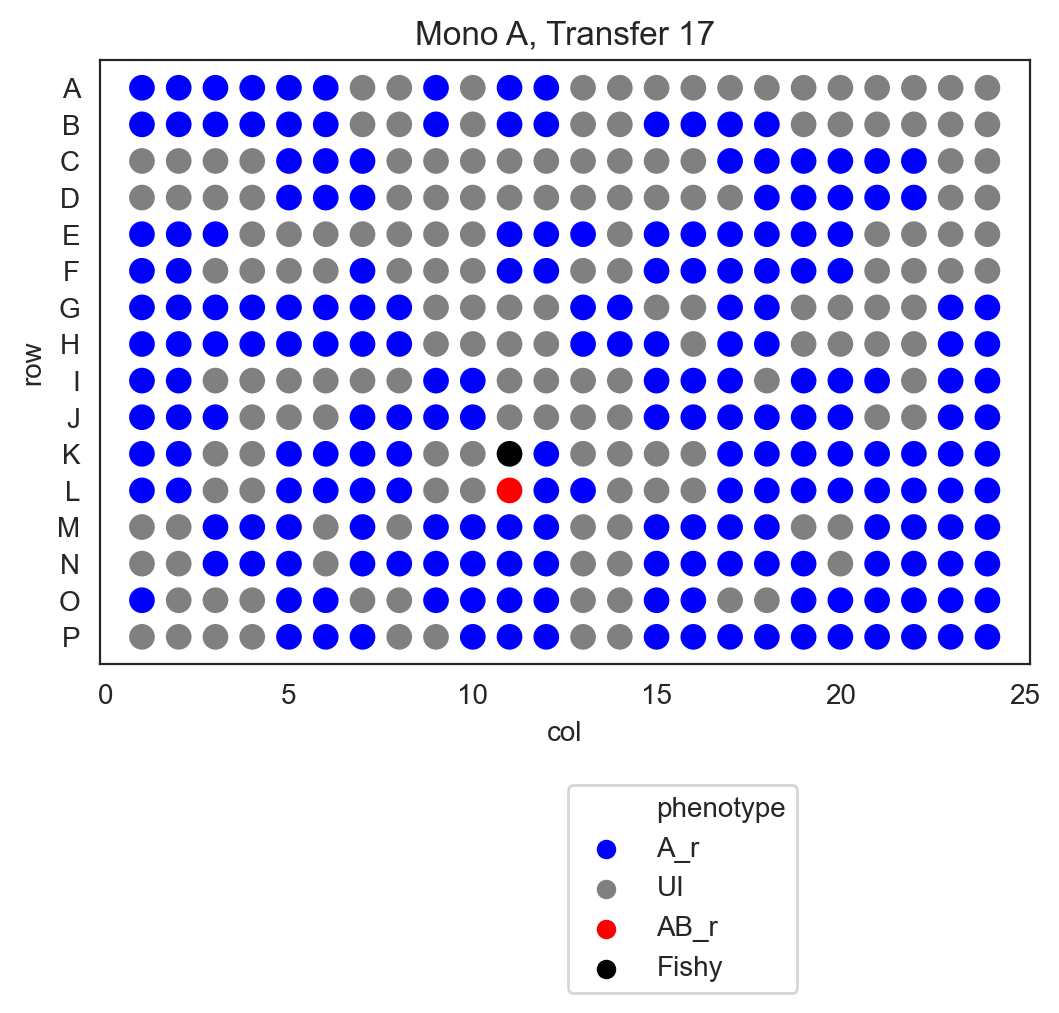 Mono A, Transfer 17
row
A
B
C
D
E
F
G
H
I
J
K
L
M
N
O
P
0 5 10 15 20 25
col
phenotype
A_r
UI
AB_r
Fishy